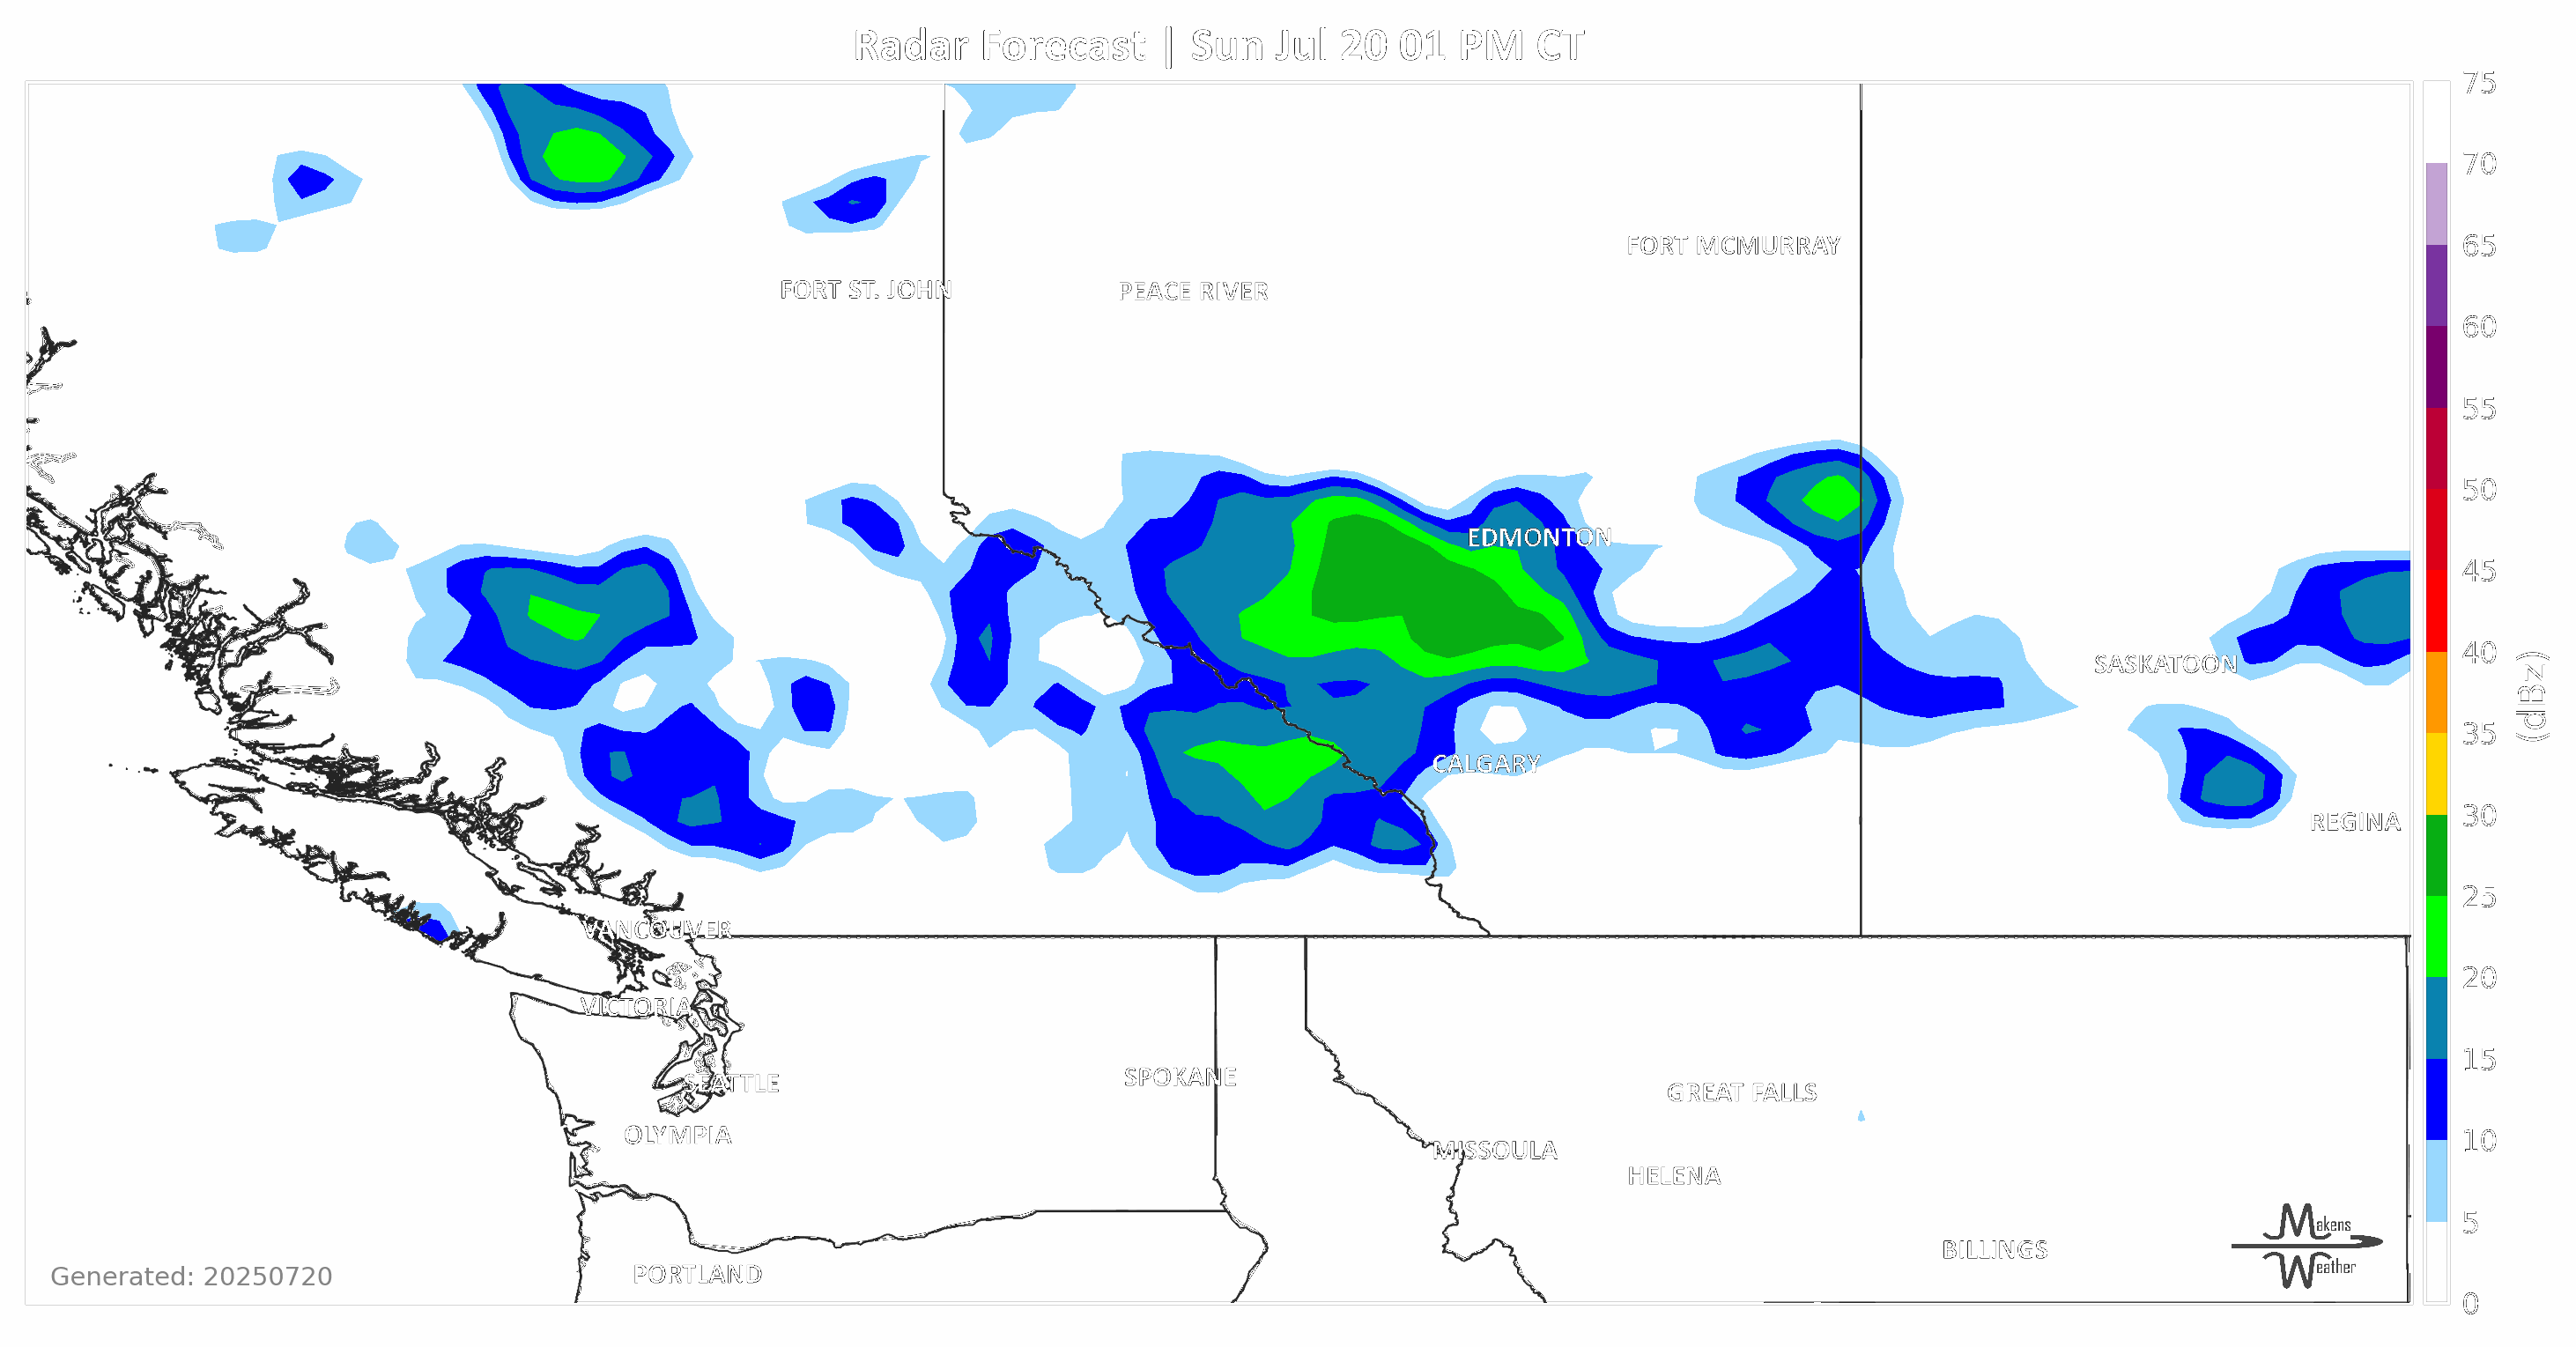 Radar Forecast | Sun Jul 20 01 PM CT
75
70
FORT MCMURRAY
65
FORT ST. JOHN
PEACE RIVER
60
55
50
EDMONTON
45
SASKATOON
40
(dBz)
35
CALGARY
REGINA
30
25
VANCOUVER
20
VICTORIA
15
SEATTLE
SPOKANE
GREAT FALLS
OLYMPIA
10
MISSOULA
HELENA
5
Makens
Weather
BILLINGS
Generated: 20250720
PORTLAND
0